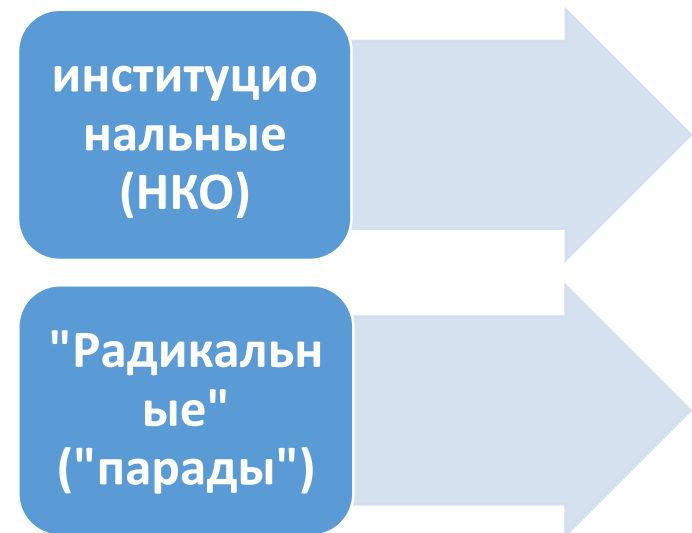 институцио
нальные
(НКО)
"Радикальн
ые"
("парады")